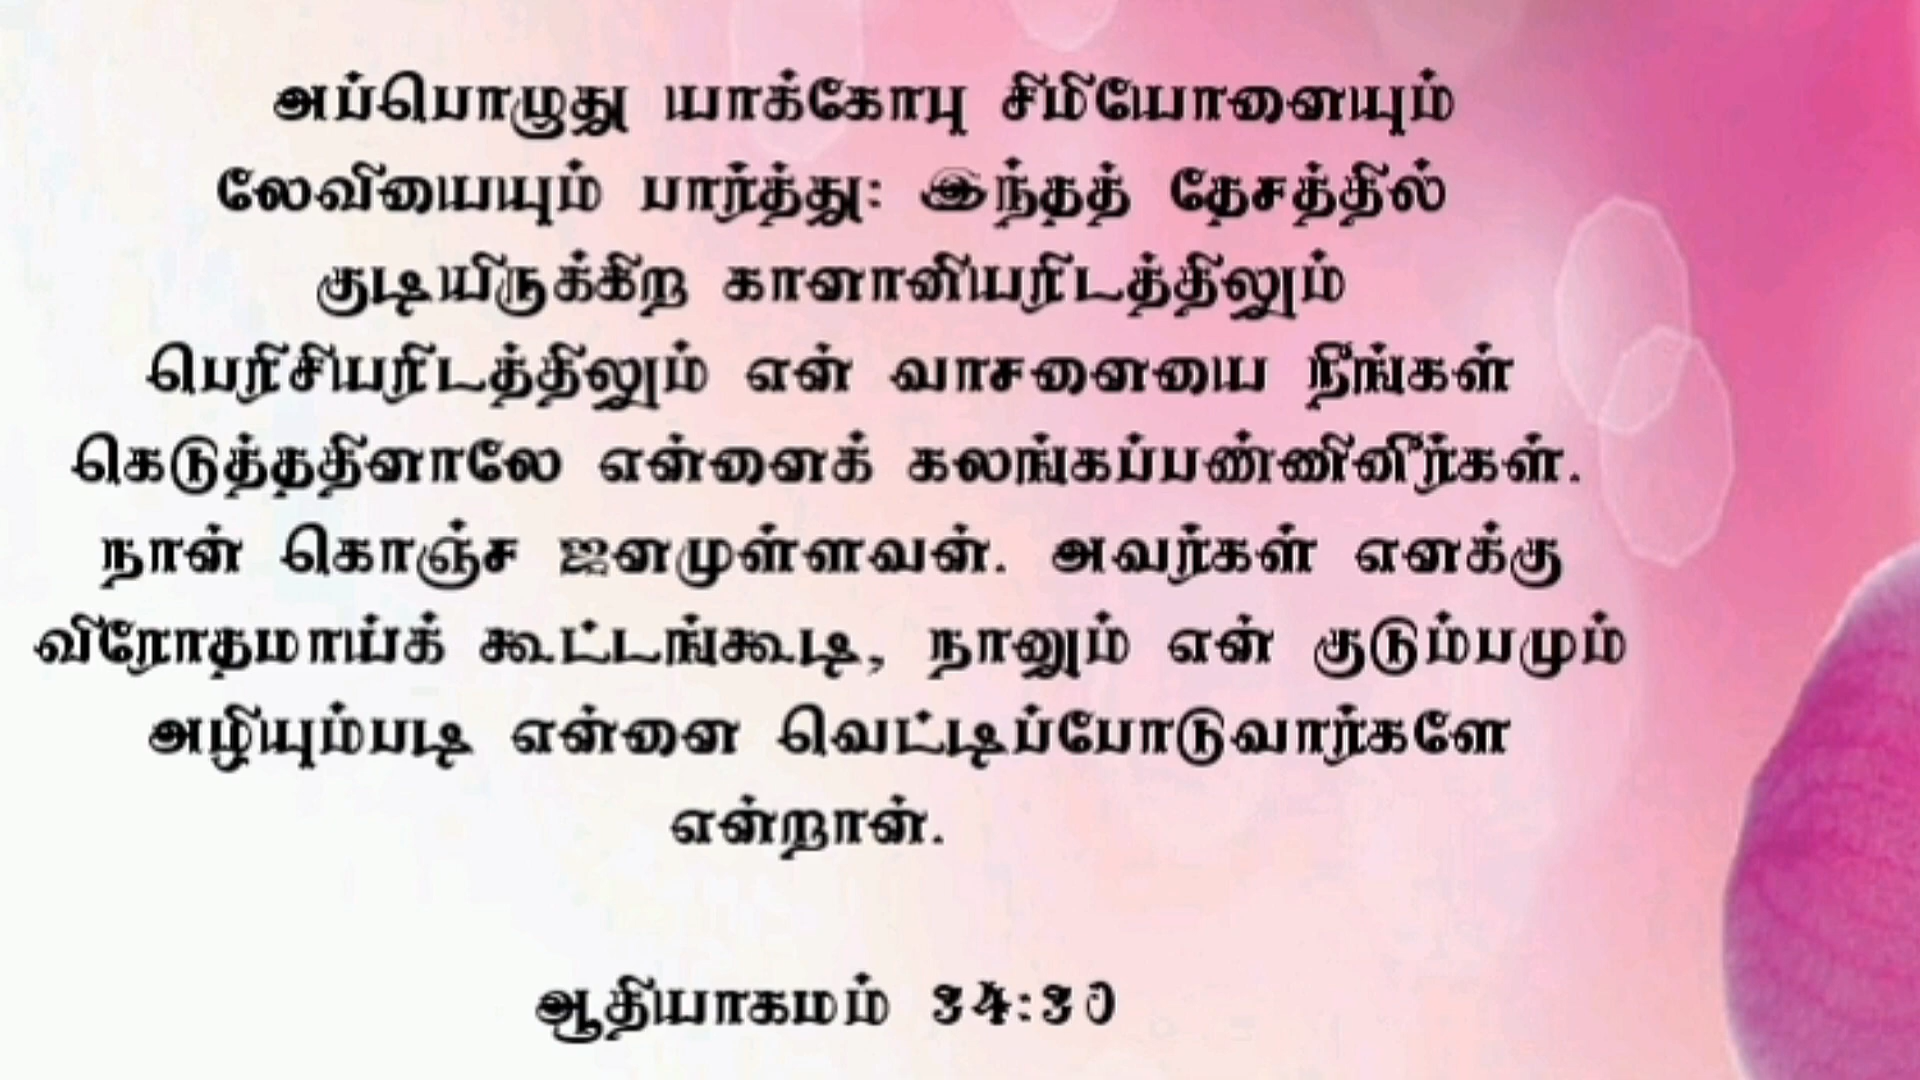 அப்பொழுது யாக்கோபு சிமியோனையும்
லேவியையும் பார்த்து: இந்தத் தேசத்தில்
குடியிருக்கிற கானானியரிடத்திலும்
பெரிசியரிடத்திலும் என் வாசனையை நீங்கள்
கெடுத்ததினாலே என்னைக் கலங்கப்பண்ணினீர்கள்.
நான் கொஞ்ச ஜனமுள்ளவன். அவர்கள் எனக்கு
விரோதமாய்க் கூட்டங்கூடி, நானும் என் குடும்பமும்
அழியும்படி என்னை வெட்டிப்போடுவார்களே
என்றான்.
ஆதியாகமம் 34:30